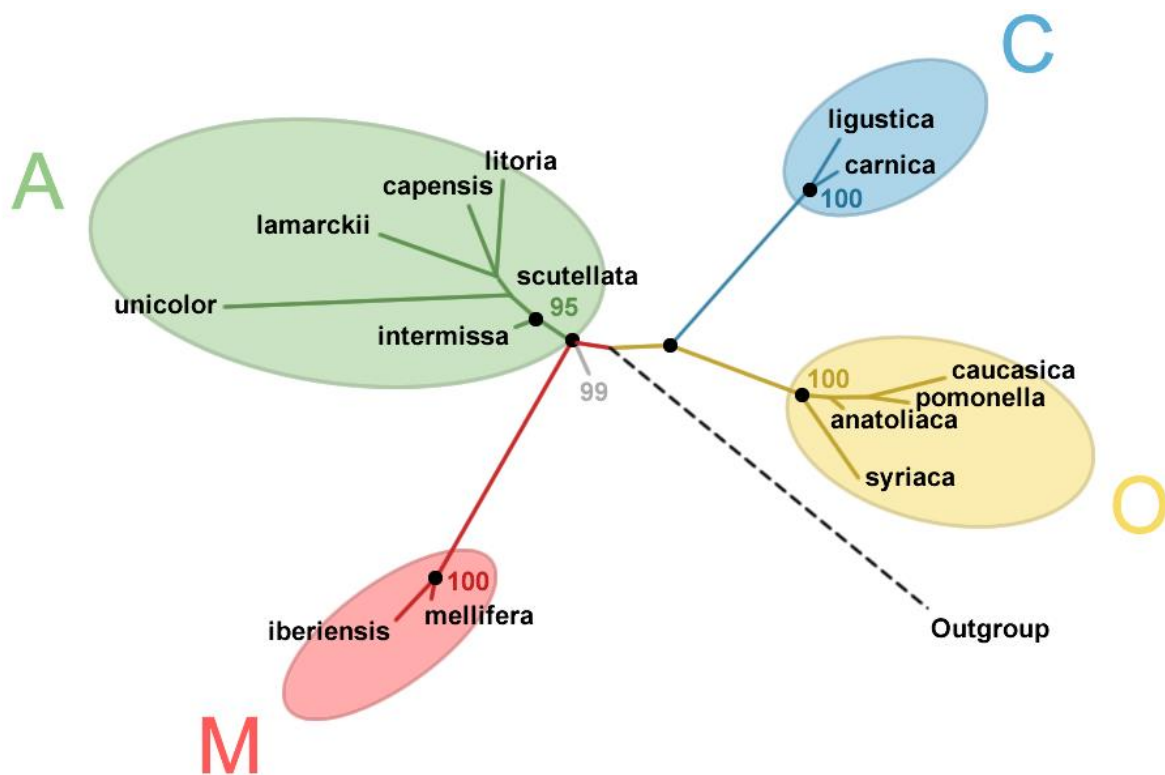 C
ligustica
carnica
100
A
litoria
capensis
lamarckii
scutellata
unicolor
95
intermissa
99
100
caucasica
pomonella
anatoliaca
syriaca
O
100
mellifera
iberiensis
Outgroup
M